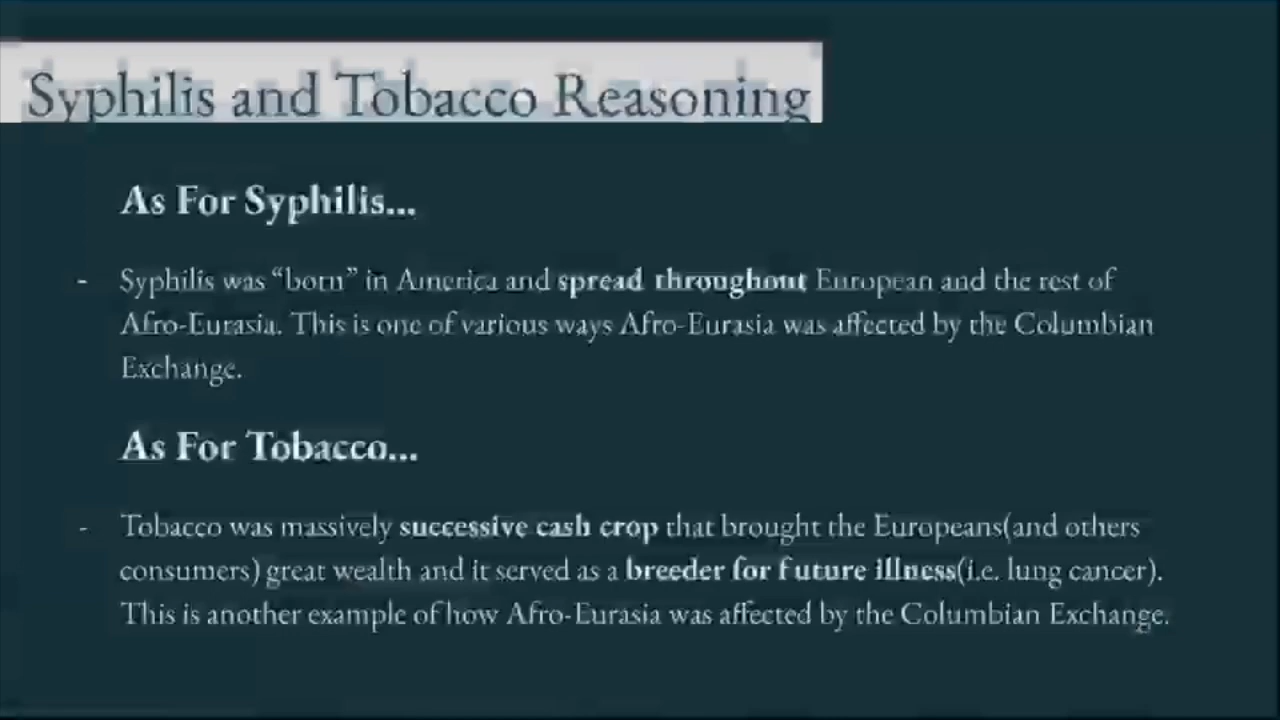 Syphilis and Tobacco Reasoning
As For Syphilis...
- Syphilis was “born” in America and spread throughout European and the rest of
Afro-Eurasia. This is one of various ways Afro-Eurasia was affected by the Columbian
Exchange.
As For Tobacco...
- Tobacco was massively successive cash crop that brought the Europeans(and others
consumers) great wealth and it served as a breeder for future illness(i.e. lung cancer).
This is another example of how Afro-Eurasia was affected by the Columbian Exchange.